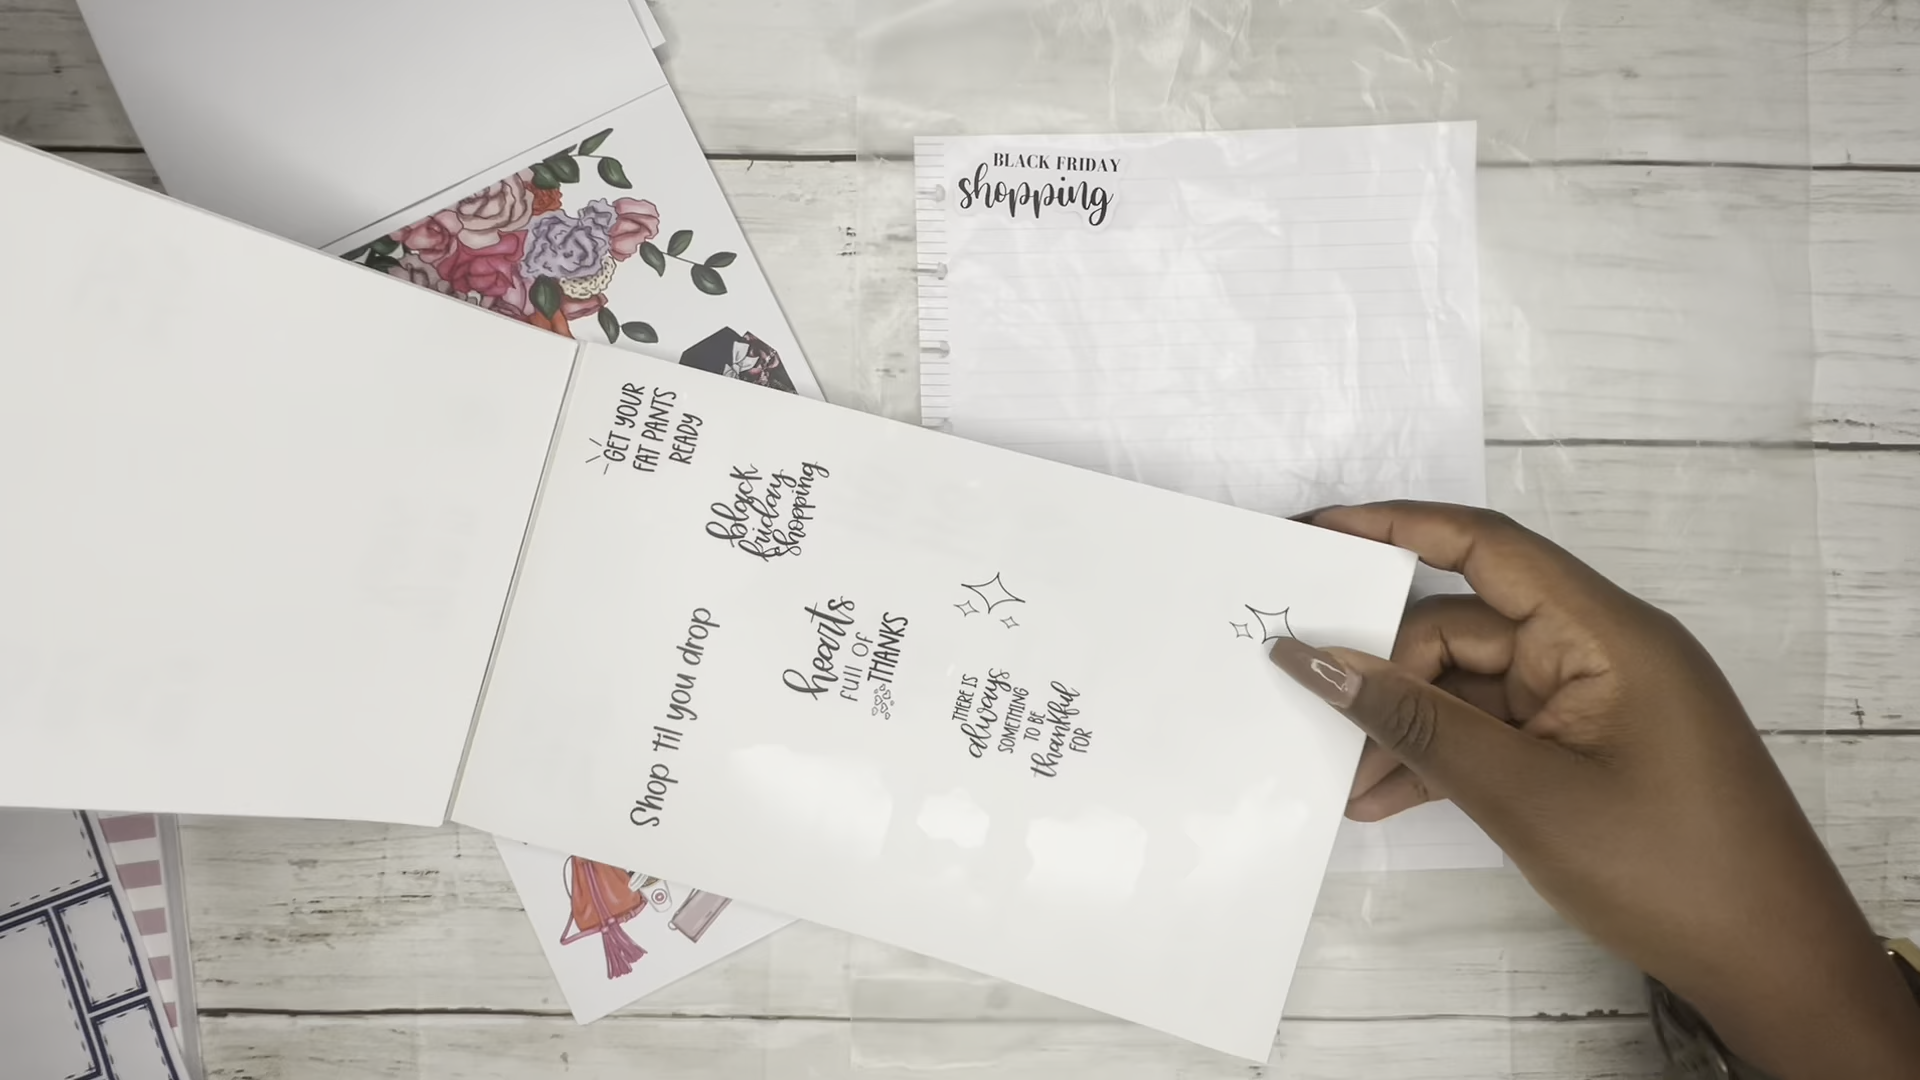 BLACK FRIDAY
shopping
GET YOUR
FAT PANTS
READY
black
friday
shopping
Shop til you drop
hearts
FULL OF
THANKS
THERE IS
always
SOMETHING
TO BE
thankful
FOR